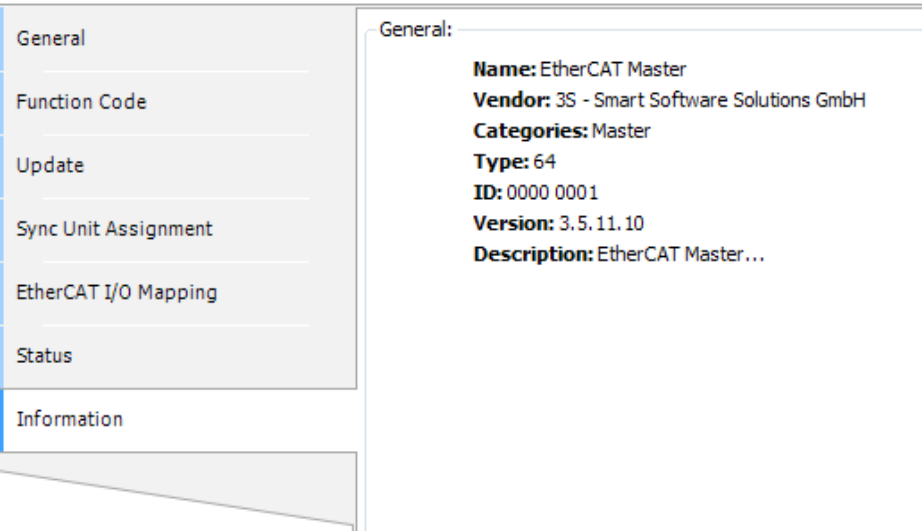 General
Function Code
Update
Sync Unit Assignment
EtherCAT I/O Mapping
Status
Information
General:
Name: EtherCAT Master
Vendor: 3S - Smart Software Solutions GmbH
Categories: Master
Type: 64
ID: 0000 0001
Version: 3.5.11.10
Description: EtherCAT Master...